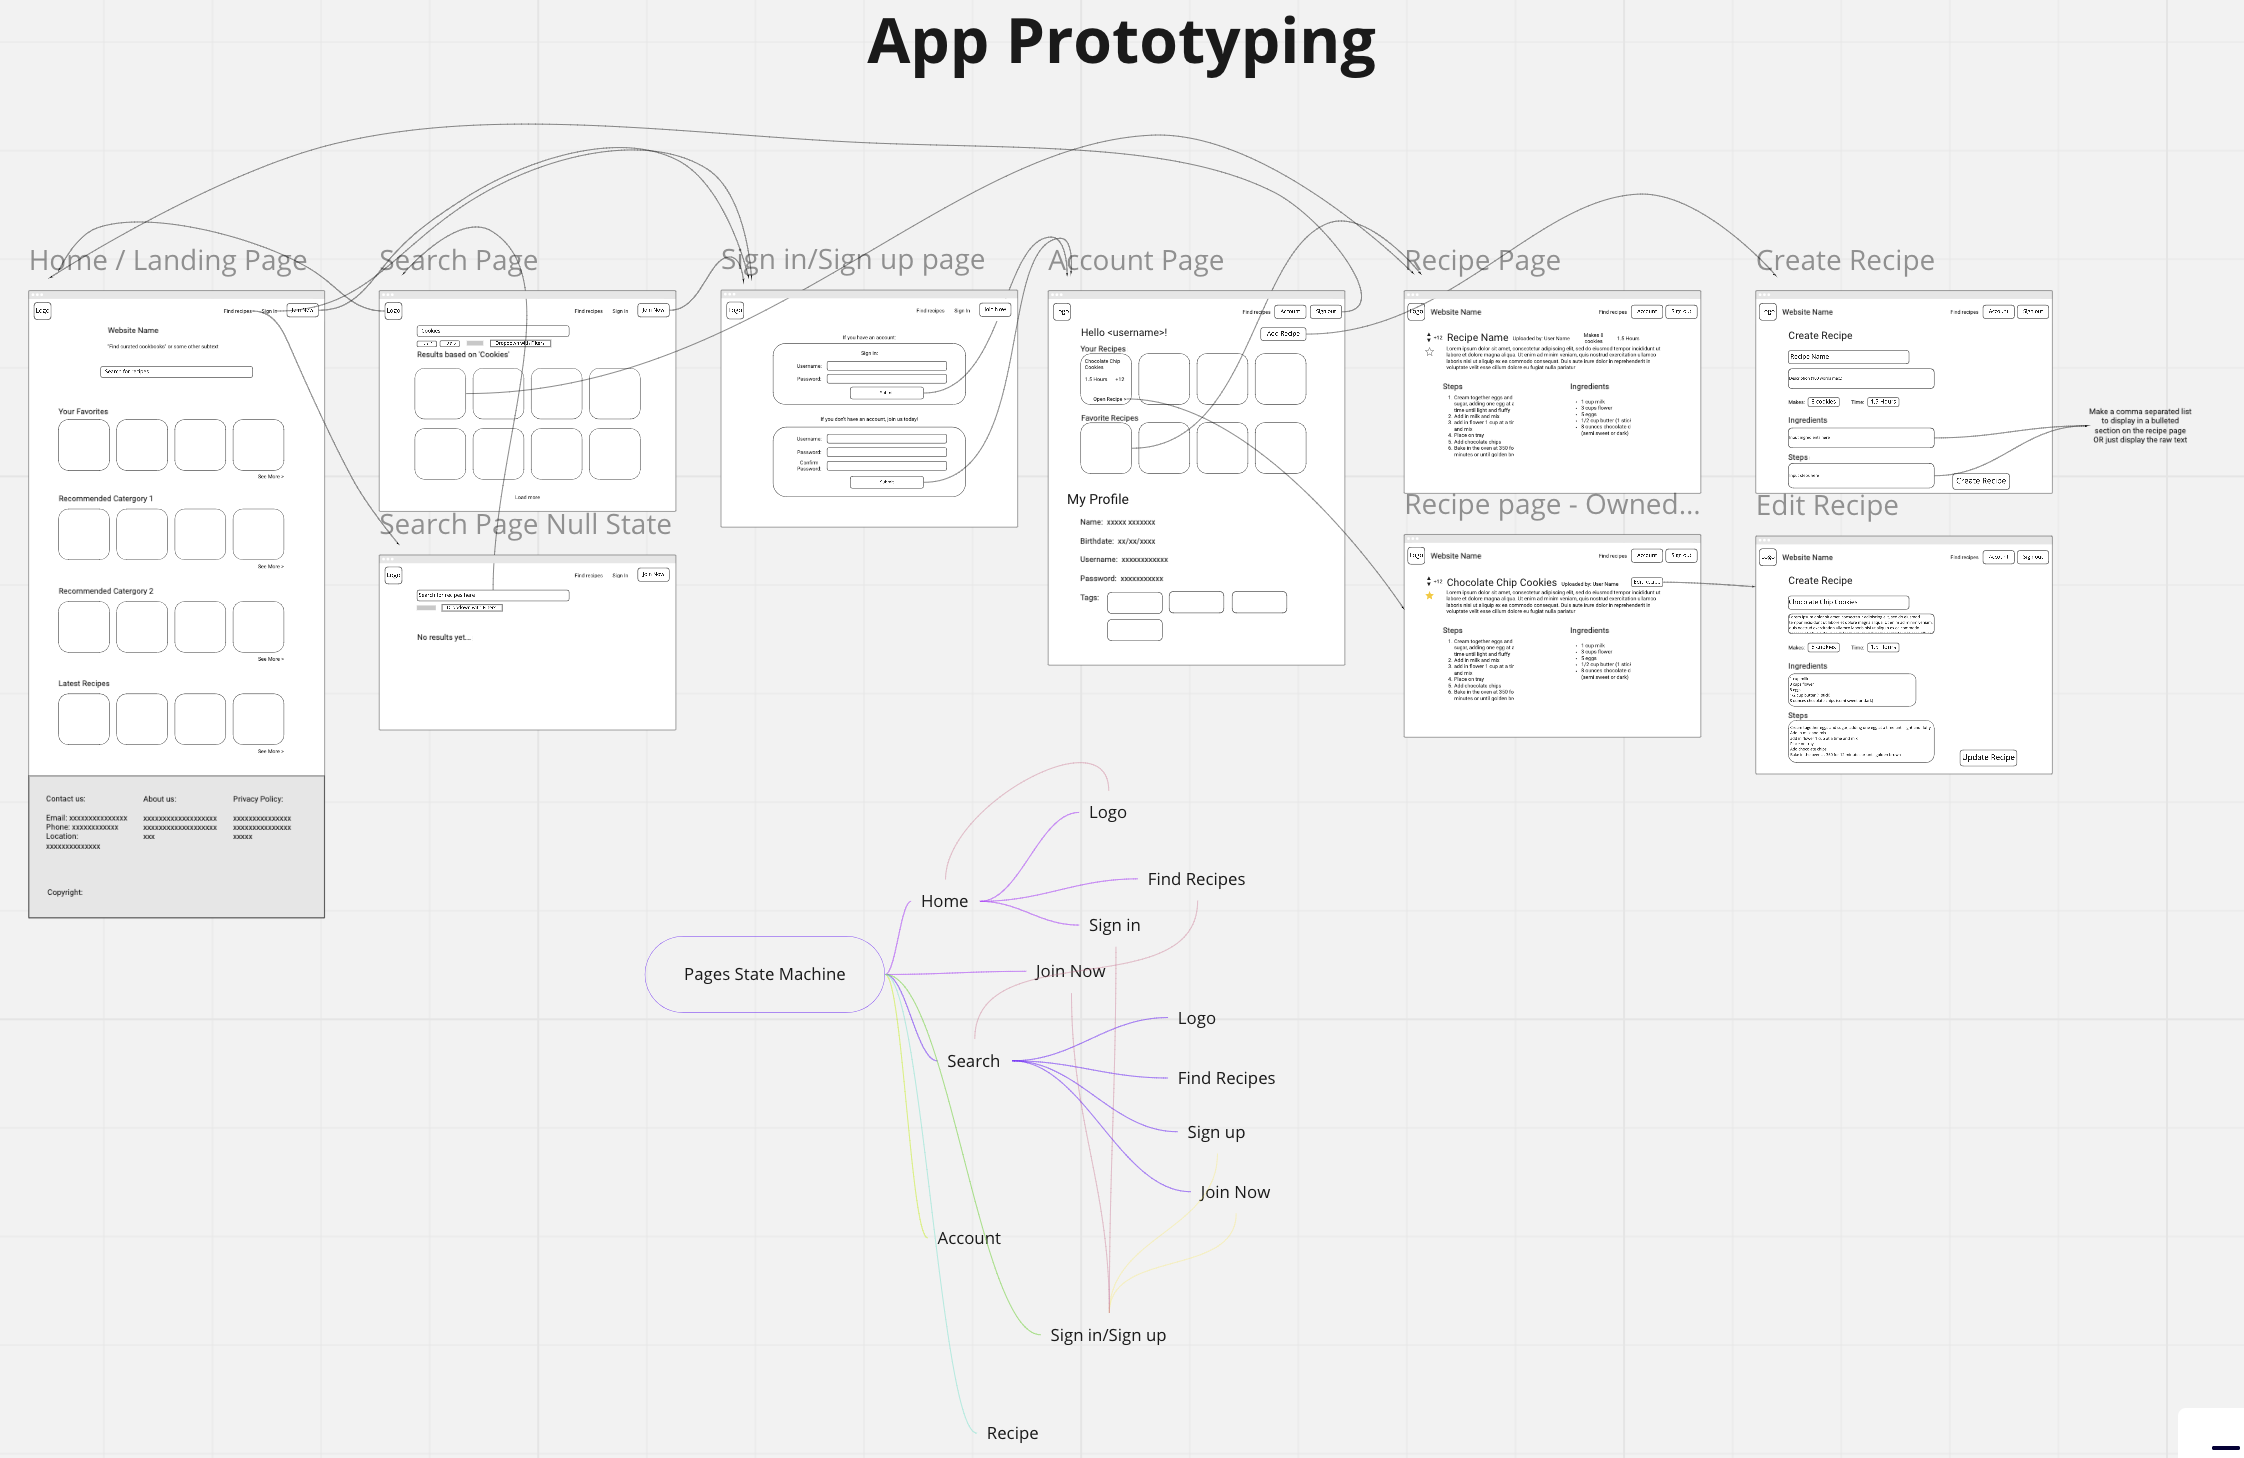 App Prototyping
Home / Landing Page
Logo
Find recipes
Sign in
Join Now
Website Name
"Find curated cookbooks" or some other subtext
Search for recipes
Your Favorites
See More >
Recommended Catergory 1
See More >
Recommended Catergory 2
See More >
Latest Recipes
See More >
Contact us:
Email: xxxxxxxxxxxxxxx
Phone: xxxxxxxxxxxx
Location:
xxxxxxxxxxxxxx
About us:
xxxxxxxxxxxxxxxxxxx
xxxxxxxxxxxxxxxxxxx
xxx
Privacy Policy:
xxxxxxxxxxxxxxx
xxxxxxxxxxxxxxx
xxxxx
Copyright:
Search Page
Logo
Find recipes
Sign In
Join Now
Cookies
Dropdown with Filters
Results based on 'Cookies'
Load more
Search Page Null State
Logo
Find recipes
Sign In
Join Now
Search for recipes here
Dropdown with Filters
No results yet...
Sign in/Sign up page
Logo
Find recipes
Sign In
Join Now
If you have an account:
Sign in:
Username:
Password:
If you don't have an account, join us today!
Username:
Password:
Confirm
Password:
Submit
Account Page
Logo
Find recipes
Account
Sign out
Hello <username>!
Add Recipe
Your Recipes
Chocolate Chip
Cookies
1.5 Hours
+12
Open Recipe >
Favorite Recipes
My Profile
Name: xxxxx xxxxxxx
Birthdate: xx/xx/xxxx
Username: xxxxxxxxxxxx
Password: xxxxxxxxxxx
Tags:
Recipe Page
Logo
Website Name
Find recipes
Account
Sign out
+12
Recipe Name
Uploaded by: User Name
Makes 8
cookies
1.5 Hours
Lorem ipsum dolor sit amet, consectetur adipiscing elit, sed do eiusmod tempor incididunt ut
labore et dolore magna aliqua. Ut enim ad minim veniam, quis nostrud exercitation ullamco
laboris nisi ut aliquip ex ea commodo consequat. Duis aute irure dolor in reprehenderit in
voluptate velit esse cillum dolore eu fugiat nulla pariatur
Steps
1. Cream together eggs and
sugar, adding one egg at a
time until light and fluffy
2. Add in milk and mix
3. add in flower 1 cup at a tir
and mix
4. Place on tray
5. Add chocolate chips
6. Bake in the oven at 350 fo
minutes or until golden br
Ingredients
1 cup milk
3 cups flower
5 eggs
1/2 cup butter (1 stick)
8 ounces chocolate c
(semi sweet or dark)
Recipe page - Owned...
Logo
Website Name
Find recipes
Account
Sign out
+12
Chocolate Chip Cookies
Uploaded by: User Name
Lorem ipsum dolor sit amet, consectetur adipiscing elit, sed do eiusmod tempor incididunt ut
labore et dolore magna aliqua. Ut enim ad minim veniam, quis nostrud exercitation ullamco
laboris nisi ut aliquip ex ea commodo consequat. Duis aute irure dolor in reprehenderit in
voluptate velit esse cillum dolore eu fugiat nulla pariatur
Steps
1. Cream together eggs and
sugar, adding one egg at a
time until light and fluffy
2. Add in milk and mix
3. add in flower 1 cup at a tir
and mix
4. Place on tray
5. Add chocolate chips
6. Bake in the oven at 350 fo
minutes or until golden br
Ingredients
1 cup milk
3 cups flower
5 eggs
1/2 cup butter (1 stick)
8 ounces chocolate c
(semi sweet or dark)
Create Recipe
Logo
Website Name
Find recipes
Account
Sign out
Create Recipe
Recipe Name
Makes:
8 cookies
Time:
1.5 Hours
Ingredients
Steps
Create Recipe
Make a comma separated list
to display in a bulleted
section on the recipe page
OR just display the raw text
Edit Recipe
Logo
Website Name
Find recipes
Account
Sign out
Create Recipe
Chocolate Chip Cookies
Makes:
Time:
Ingredients
Steps
Update Recipe
Pages State Machine
Home
Logo
Find Recipes
Sign in
Join Now
Search
Logo
Find Recipes
Sign up
Join Now
Account
Sign in/Sign up
Recipe